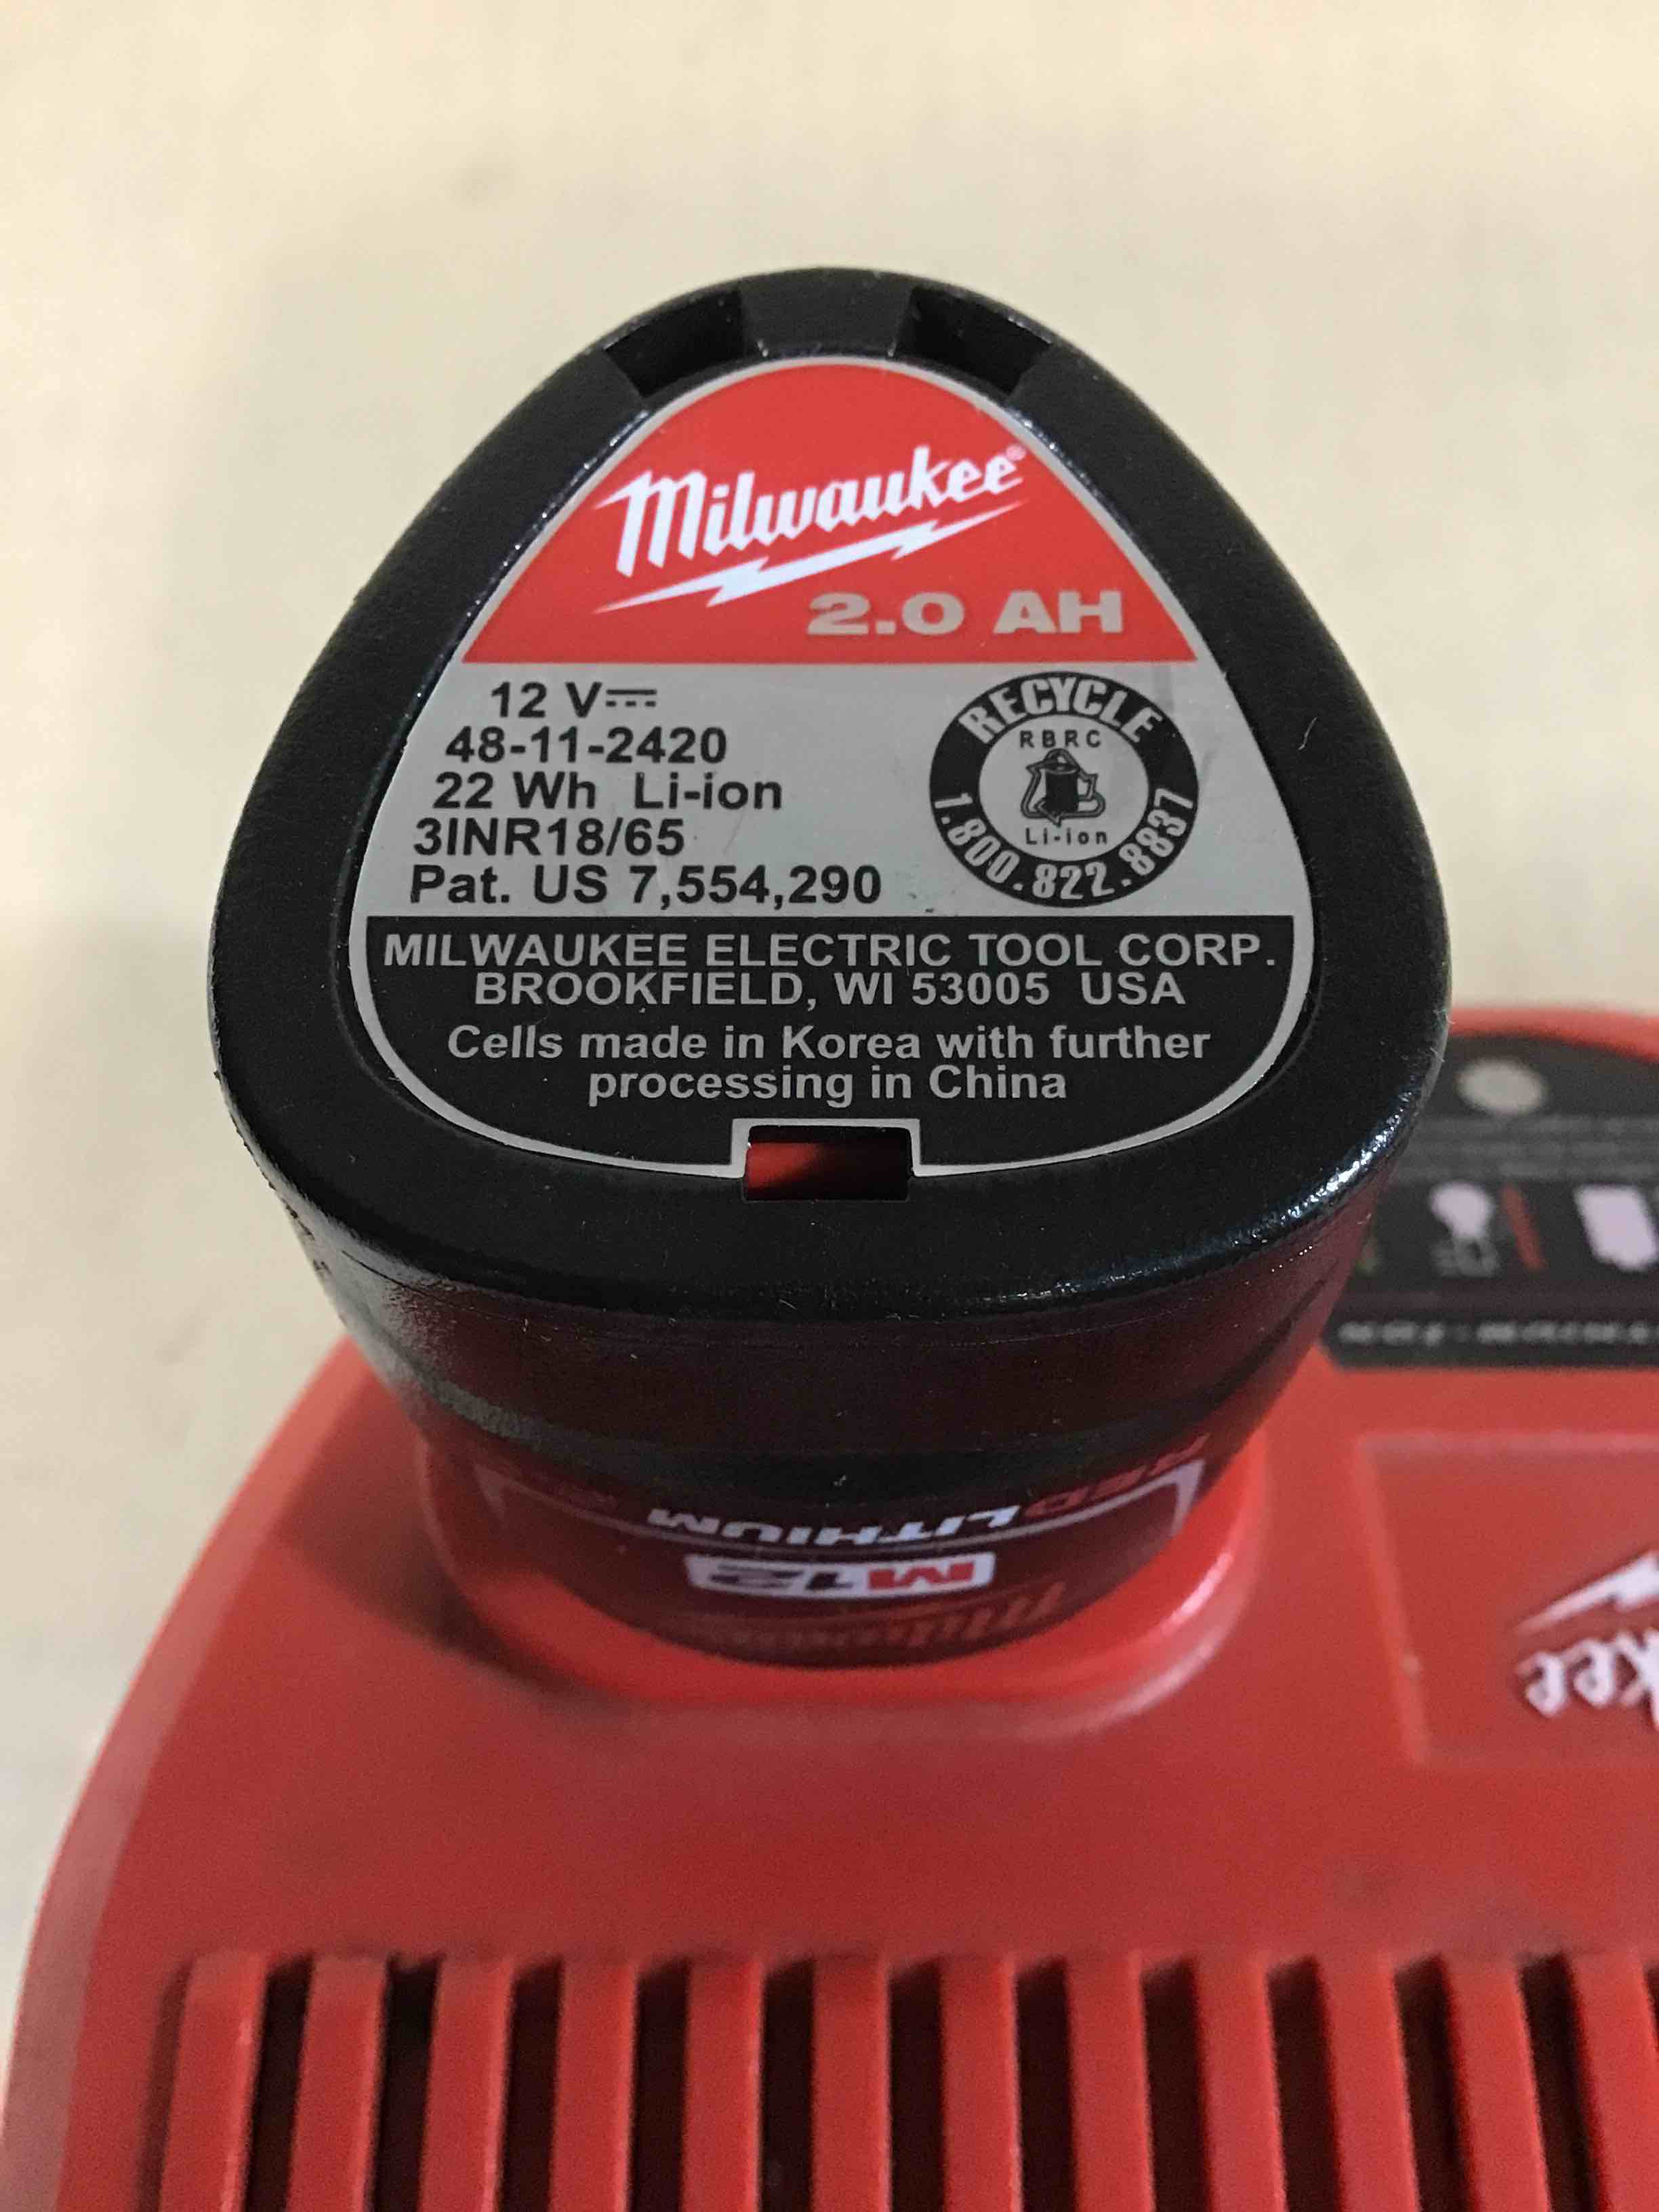 Milwaukee®
2.0 AH
12 V
48-11-2420
22 Wh Li-ion
3INR18/65
Pat. US 7,554,290
RECYCLE
RBRC
Li-ion
1.800.822.8837
MILWAUKEE ELECTRIC TOOL CORP.
BROOKFIELD, WI 53005 USA
Cells made in Korea with further
processing in China
LITHIUM
M12
Milwaukee
kee